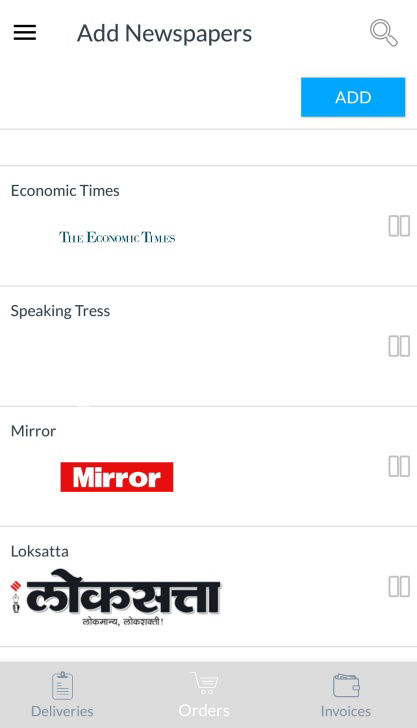 Add Newspapers
ADD
Economic Times
THE ECONOMIC TIMES
Speaking Tress
Mirror
Mirror
Loksatta
लोकसत्ता
लोकमान्य, लोकशक्ती!
Deliveries
Orders
Invoices